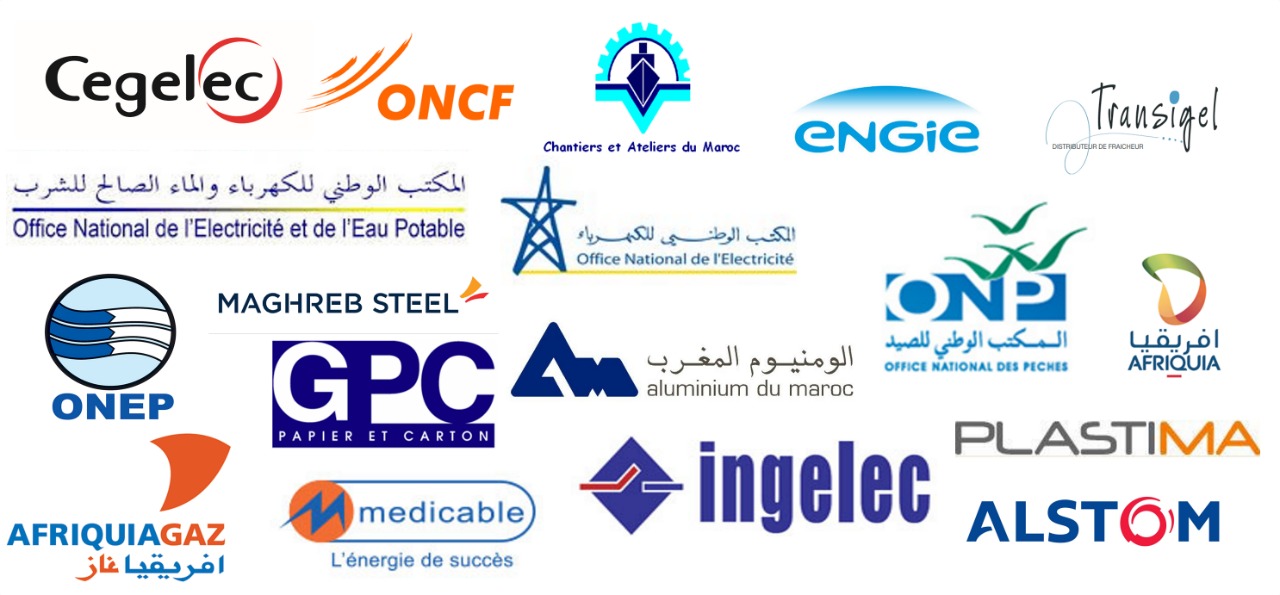 Cegelec
ONCF
Chantiers et Ateliers du Maroc
ENGIE
Transigel
DISTRIBUTEUR DE FRAICHEUR
المكتب الوطني للكهرباء والماء الصالح للشرب
Office National de l'Electricité et de l'Eau Potable
المكتب الوطني للكهرباء
Office National de l'Electricité
ONP
المكتب الوطني للصيد
OFFICE NATIONAL DES PECHES
افريقيا
AFRIQUIA
ONEP
MAGHREB STEEL
GPC
PAPIER ET CARTON
الومنيوم المغرب
aluminium du maroc
PLASTIMA
AFRIQUIAGAZ
افريقيا غاز
medicable
L'énergie de succès
ingelec
ALSTOM